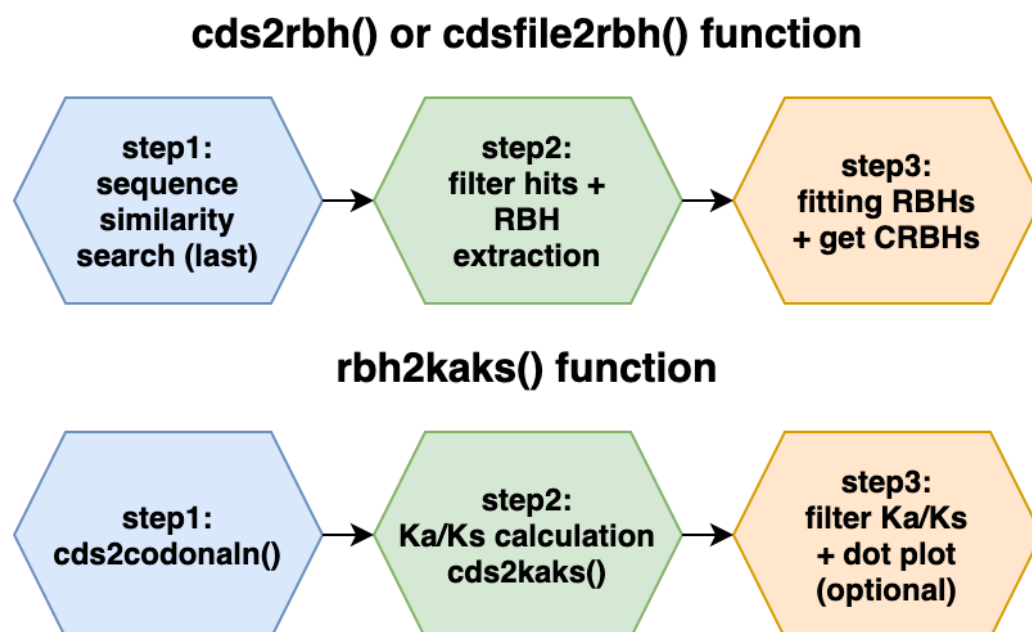 cds2rbh() or cdsfile2rbh() function
step1:
sequence
similarity
search (last)
step2:
filter hits +
RBH
extraction
step3:
fitting RBHs
+ get CRBHs
rbh2kaks() function
step1:
cds2codonaln()
step2:
Ka/Ks calculation
cds2kaks()
step3:
filter Ka/Ks
+ dot plot
(optional)